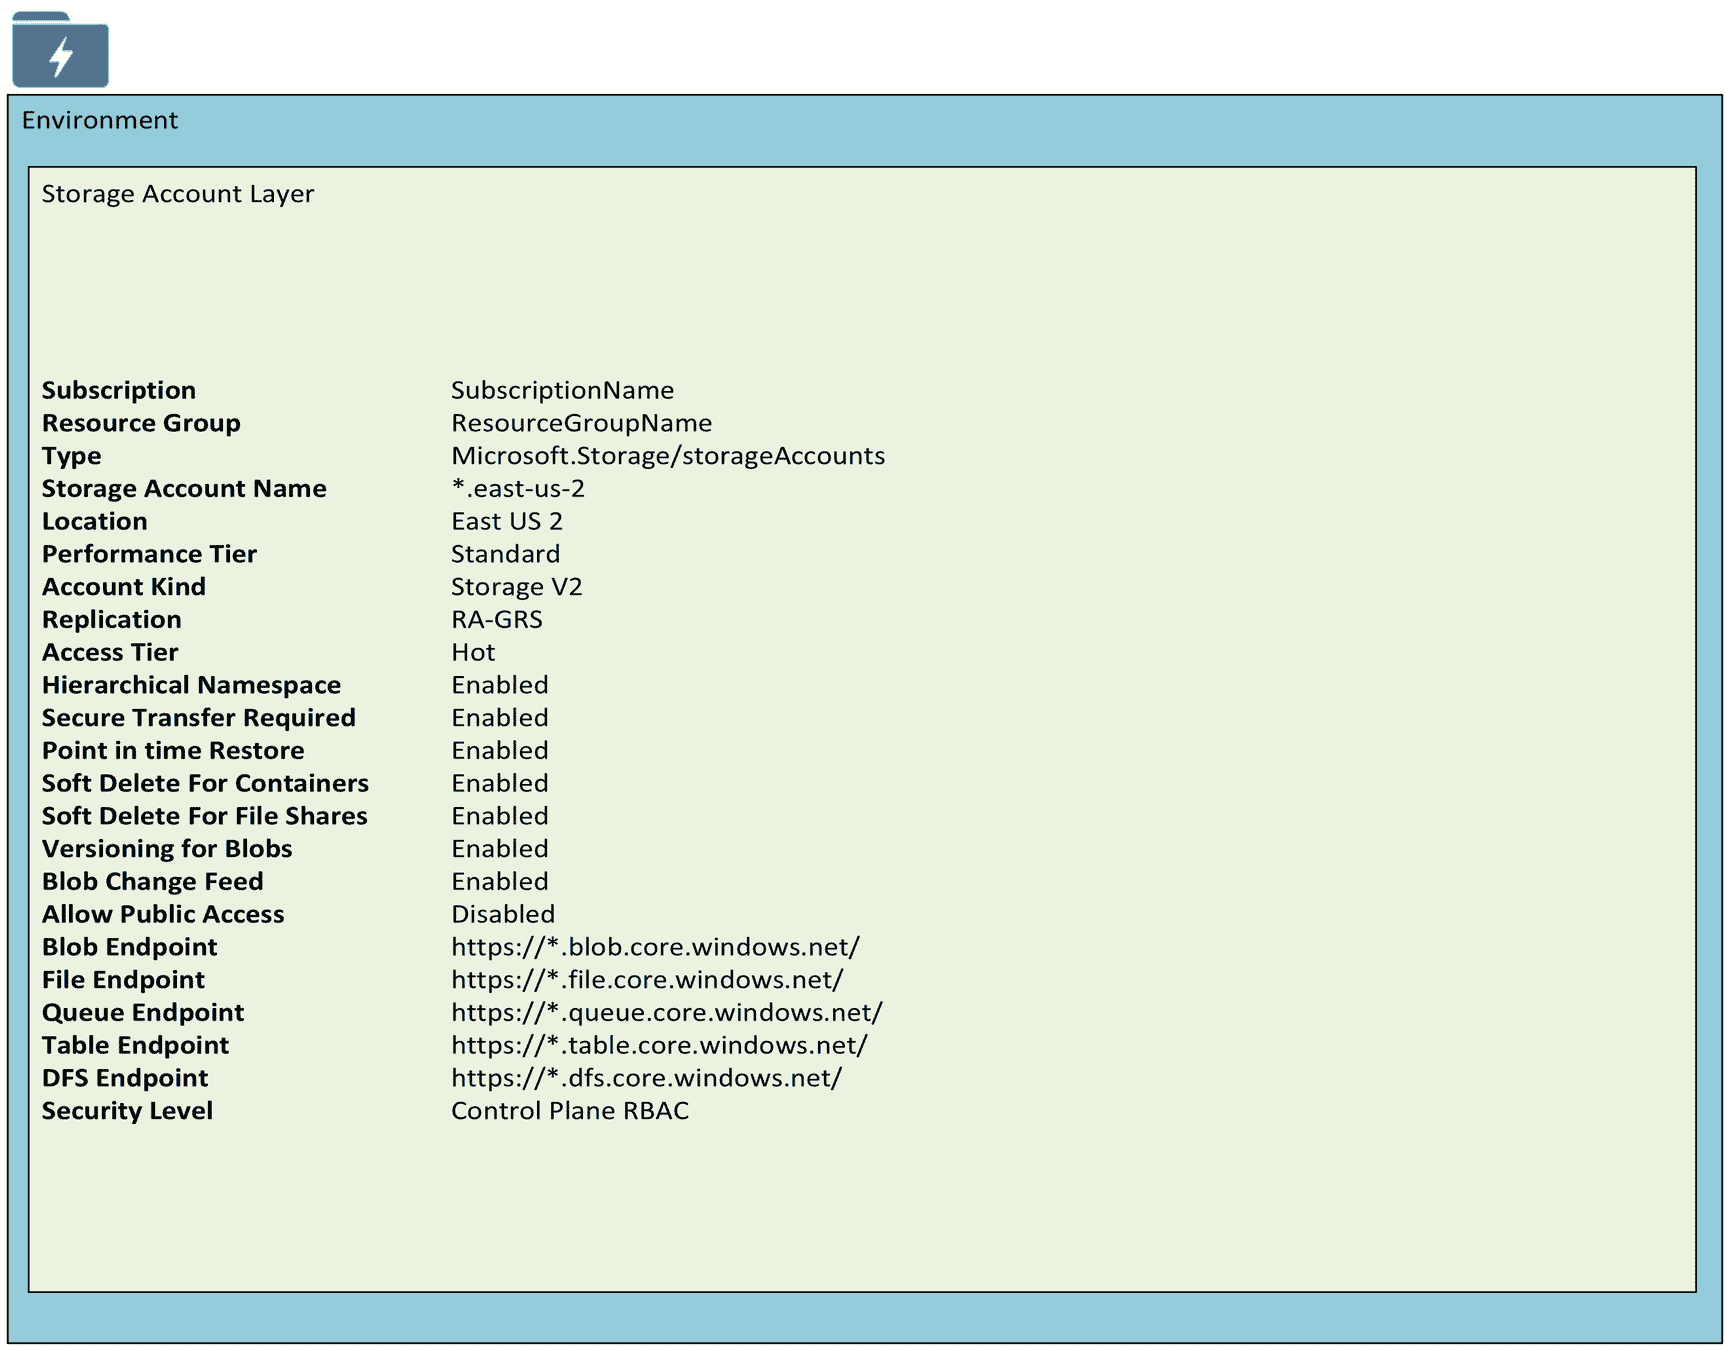 Environment
Storage Account Layer
Subscription SubscriptionName
Resource Group ResourceGroupName
Type Microsoft.Storage/storageAccounts
Storage Account Name *.east-us-2
Location East US 2
Performance Tier Standard
Account Kind Storage V2
Replication RA-GRS
Access Tier Hot
Hierarchical Namespace Enabled
Secure Transfer Required Enabled
Point in time Restore Enabled
Soft Delete For Containers Enabled
Soft Delete For File Shares Enabled
Versioning for Blobs Enabled
Blob Change Feed Enabled
Allow Public Access Disabled
Blob Endpoint https://*.blob.core.windows.net/
File Endpoint https://*.file.core.windows.net/
Queue Endpoint https://*.queue.core.windows.net/
Table Endpoint https://*.table.core.windows.net/
DFS Endpoint https://*.dfs.core.windows.net/
Security Level Control Plane RBAC